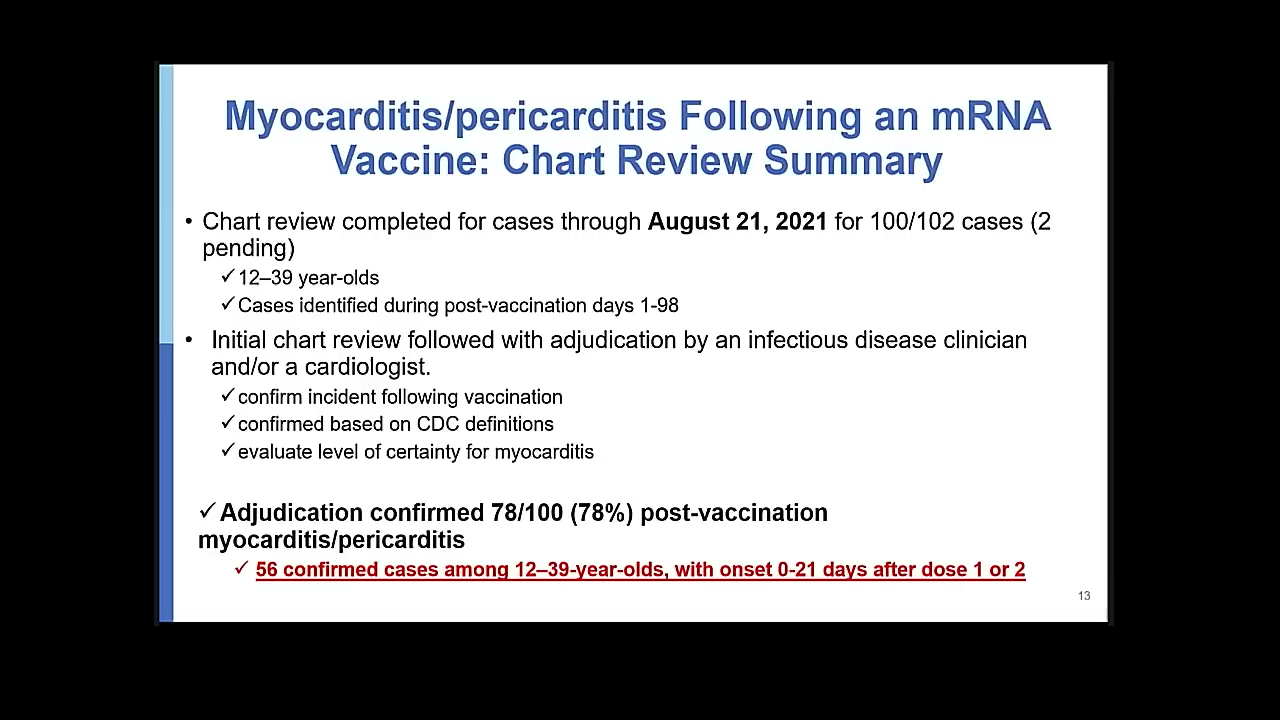 Myocarditis/pericarditis Following an mRNA
Vaccine: Chart Review Summary
• Chart review completed for cases through August 21, 2021 for 100/102 cases (2
pending)
✓12–39 year-olds
✓Cases identified during post-vaccination days 1-98
• Initial chart review followed with adjudication by an infectious disease clinician
and/or a cardiologist.
✓confirm incident following vaccination
✓confirmed based on CDC definitions
✓evaluate level of certainty for myocarditis
✓Adjudication confirmed 78/100 (78%) post-vaccination
myocarditis/pericarditis
✓ 56 confirmed cases among 12–39-year-olds, with onset 0-21 days after dose 1 or 2
13